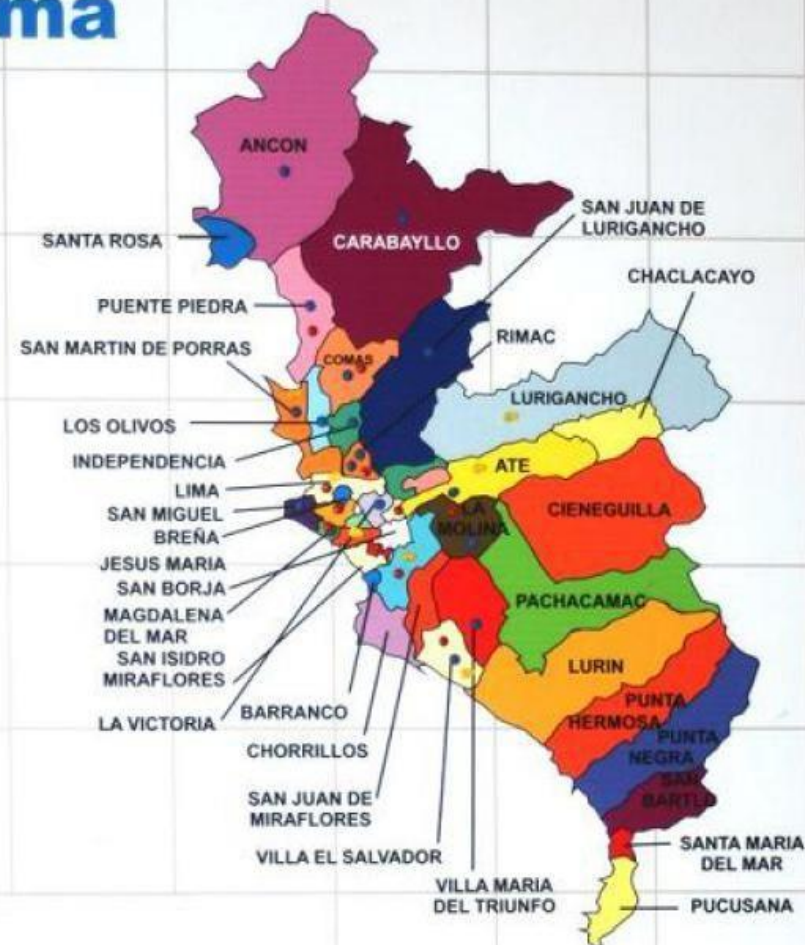 ma
ANCON
SANTA ROSA
CARABAYLLO
SAN JUAN DE
LURIGANCHO
CHACLACAYO
PUENTE PIEDRA
RIMAC
SAN MARTIN DE PORRAS
COMAS
LURIGANCHO
LOS OLIVOS
INDEPENDENCIA
ATE
LIMA
SAN MIGUEL
BREÑA
LA
MOLINA
CIENEGUILLA
JESUS MARIA
SAN BORJA
MAGDALENA
DEL MAR
PACHACAMAC
SAN ISIDRO
MIRAFLORES
LURIN
LA VICTORIA
BARRANCO
CHORRILLOS
PUNTA
HERMOSA
PUNTA
NEGRA
SAN
BARTLO
SAN JUAN DE
MIRAFLORES
VILLA EL SALVADOR
SANTA MARIA
DEL MAR
VILLA MARIA
DEL TRIUNFO
PUCUSANA